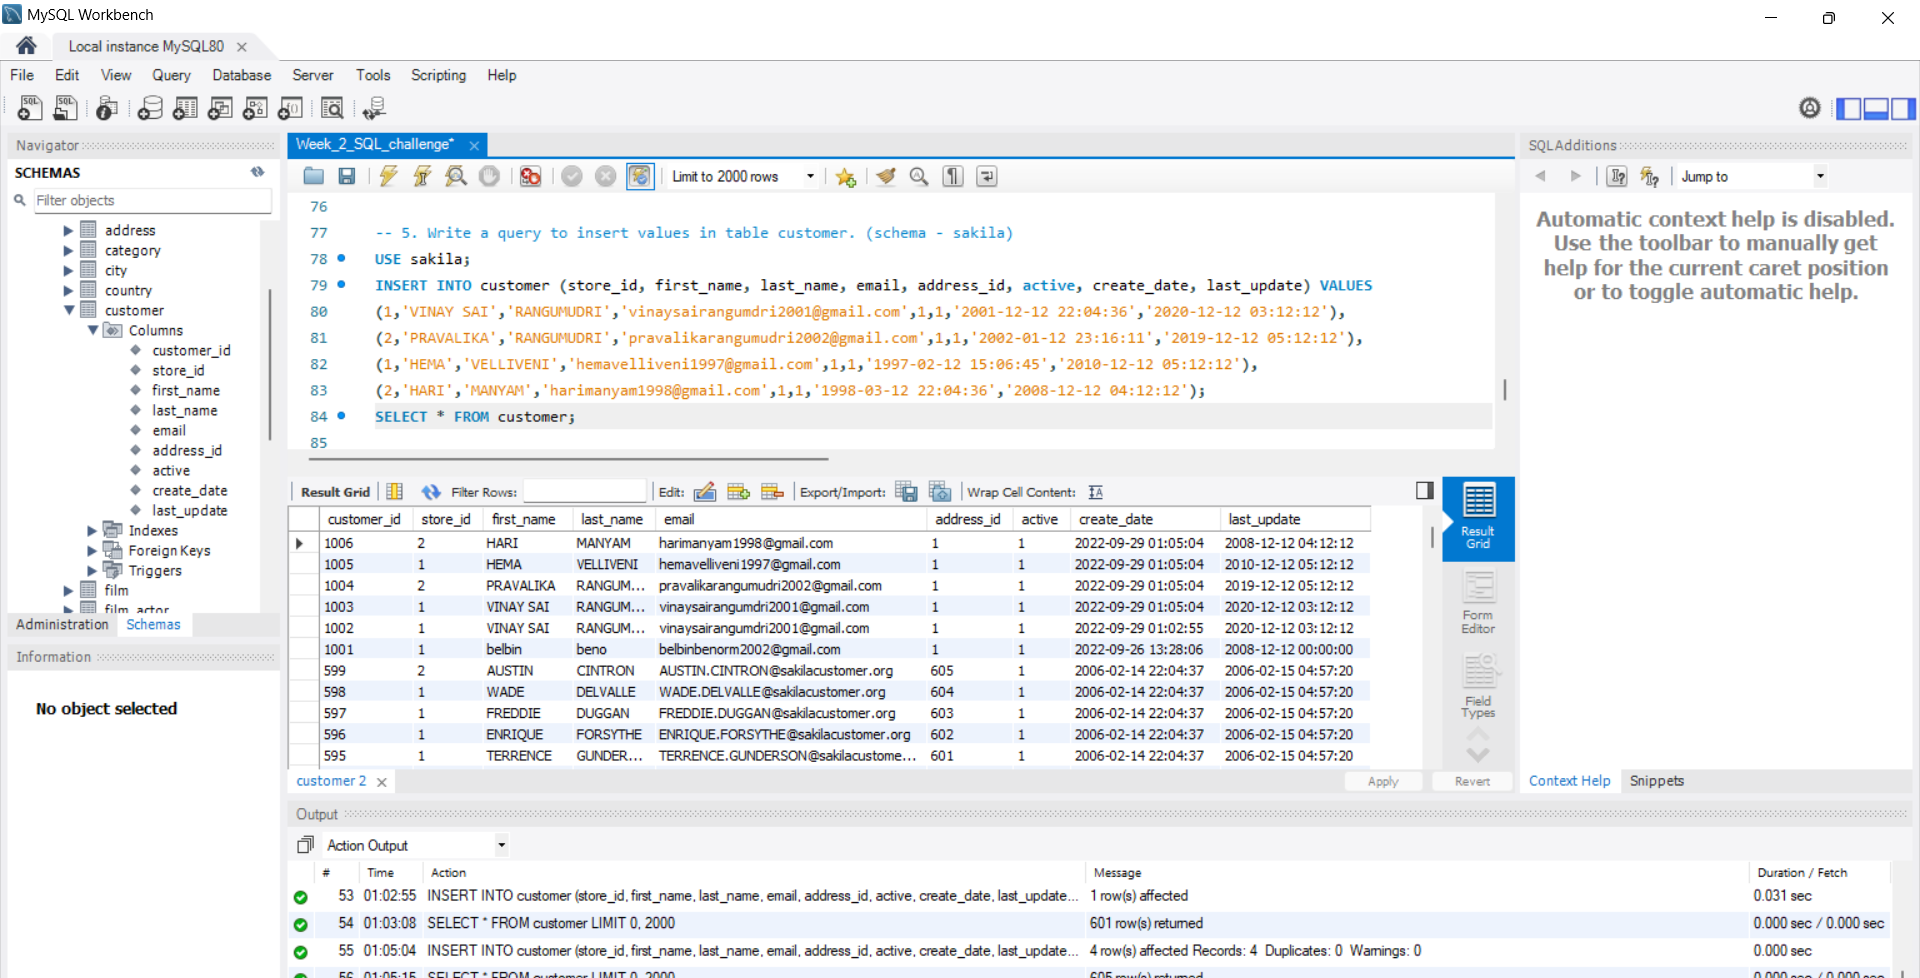 MySQL Workbench
Local instance MySQL80
File Edit View Query Database Server Tools Scripting Help
Navigator
SCHEMAS
Filter objects
address
category
city
country
customer
Columns
customer_id
store_id
first_name
last_name
email
address_id
active
create_date
last_update
Indexes
Foreign Keys
Triggers
film
film_actor
Administration Schemas
Information
No object selected
Week_2_SQL_challenge*
Limit to 2000 rows
76
77 -- 5. Write a query to insert values in table customer. (schema - sakila)
78 USE sakila;
79 INSERT INTO customer (store_id, first_name, last_name, email, address_id, active, create_date, last_update) VALUES
80 (1,'VINAY SAI','RANGUMUDRI','vinaysairangumdri2001@gmail.com',1,1,'2001-12-12 22:04:36','2020-12-12 03:12:12'),
81 (2,'PRAVALIKA','RANGUMUDRI','pravalikarangumudri2002@gmail.com',1,1,'2002-01-12 23:16:11','2019-12-12 05:12:12'),
82 (1,'HEMA','VELLIVENI','hemavelliveni1997@gmail.com',1,1,'1997-02-12 15:06:45','2010-12-12 05:12:12'),
83 (2,'HARI','MANYAM','harimanyam1998@gmail.com',1,1,'1998-03-12 22:04:36','2008-12-12 04:12:12');
84 SELECT * FROM customer;
85
Result Grid Filter Rows: Edit: Export/Import: Wrap Cell Content:
customer_id store_id first_name last_name email address_id active create_date last_update
1006 2 HARI MANYAM harimanyam1998@gmail.com 1 1 2022-09-29 01:05:04 2008-12-12 04:12:12
1005 1 HEMA VELLIVENI hemavelliveni1997@gmail.com 1 1 2022-09-29 01:05:04 2010-12-12 05:12:12
1004 2 PRAVALIKA RANGUM... pravalikarangumudri2002@gmail.com 1 1 2022-09-29 01:05:04 2019-12-12 05:12:12
1003 1 VINAY SAI RANGUM... vinaysairangumdri2001@gmail.com 1 1 2022-09-29 01:05:04 2020-12-12 03:12:12
1002 1 VINAY SAI RANGUM... vinaysairangumdri2001@gmail.com 1 1 2022-09-29 01:02:55 2020-12-12 03:12:12
1001 1 belbin beno belbinbenorm2002@gmail.com 1 1 2022-09-26 13:28:06 2008-12-12 00:00:00
599 2 AUSTIN CINTRON AUSTIN.CINTRON@sakilacustomer.org 605 1 2006-02-14 22:04:37 2006-02-15 04:57:20
598 1 WADE DELVALLE WADE.DELVALLE@sakilacustomer.org 604 1 2006-02-14 22:04:37 2006-02-15 04:57:20
597 1 FREDDIE DUGGAN FREDDIE.DUGGAN@sakilacustomer.org 603 1 2006-02-14 22:04:37 2006-02-15 04:57:20
596 1 ENRIQUE FORSYTHE ENRIQUE.FORSYTHE@sakilacustomer.org 602 1 2006-02-14 22:04:37 2006-02-15 04:57:20
595 1 TERRENCE GUNDER... TERRENCE.GUNDERSON@sakilacustome... 601 1 2006-02-14 22:04:37 2006-02-15 04:57:20
Result
Grid
Form
Editor
Field
Types
customer 2
Apply Revert
SQLAdditions
Jump to
Automatic context help is disabled.
Use the toolbar to manually get
help for the current caret position
or to toggle automatic help.
Context Help Snippets
Output
Action Output
# Time Action Message Duration / Fetch
53 01:02:55 INSERT INTO customer (store_id, first_name, last_name, email, address_id, active, create_date, last_update... 1 row(s) affected 0.031 sec
54 01:03:08 SELECT * FROM customer LIMIT 0, 2000 601 row(s) returned 0.000 sec / 0.000 sec
55 01:05:04 INSERT INTO customer (store_id, first_name, last_name, email, address_id, active, create_date, last_update... 4 row(s) affected Records: 4 Duplicates: 0 Warnings: 0 0.000 sec
56 01:05:15 SELECT * FROM customer LIMIT 0, 2000 605 row(s) returned 0.000 sec / 0.000 sec